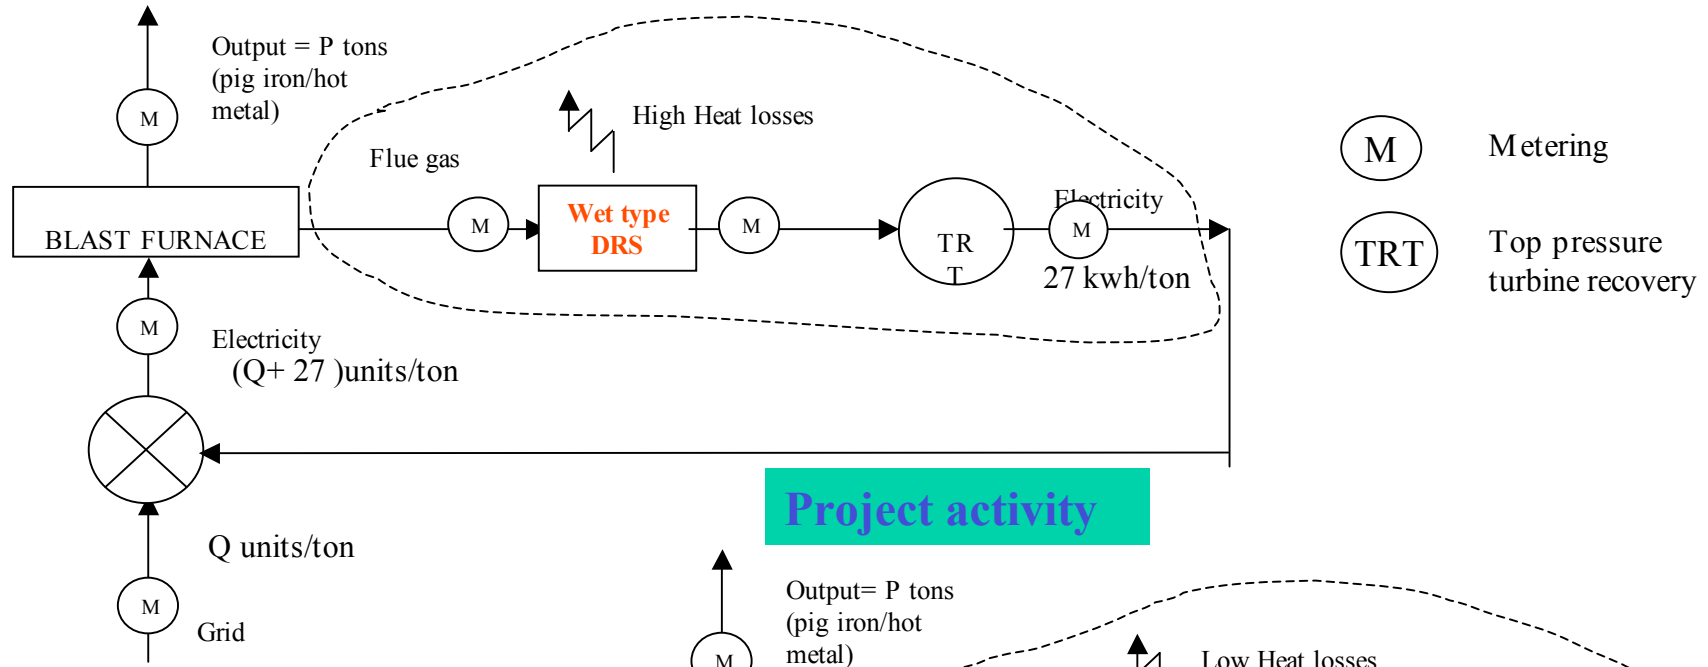 Output = P tons
(pig iron/hot
metal)
M
High Heat losses
Flue gas
M
Metering
BLAST FURNACE
M
Wet type
DRS
M
TR
T
Electricity
M
27 kwh/ton
TRT
Top pressure
turbine recovery
M
Electricity
(Q+ 27 )units/ton
Project activity
Q units/ton
M
Grid
Output= P tons
(pig iron/hot
metal)
M
Low Heat losses